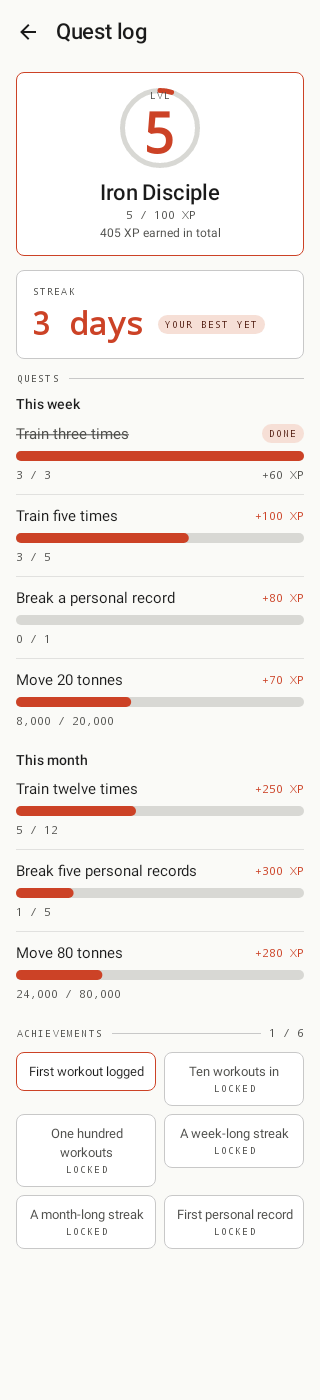 Quest log
LVL
5
Iron Disciple
5 / 100 XP
405 XP earned in total
STREAK
3 days YOUR BEST YET
QUESTS
This week
Train three times DONE
3 / 3 +60 XP
Train five times +100 XP
3 / 5
Break a personal record +80 XP
0 / 1
Move 20 tonnes +70 XP
8,000 / 20,000
This month
Train twelve times +250 XP
5 / 12
Break five personal records +300 XP
1 / 5
Move 80 tonnes +280 XP
24,000 / 80,000
ACHIEVEMENTS 1 / 6
First workout logged
Ten workouts in
LOCKED
One hundred
workouts
LOCKED
A week-long streak
LOCKED
A month-long streak
LOCKED
First personal record
LOCKED